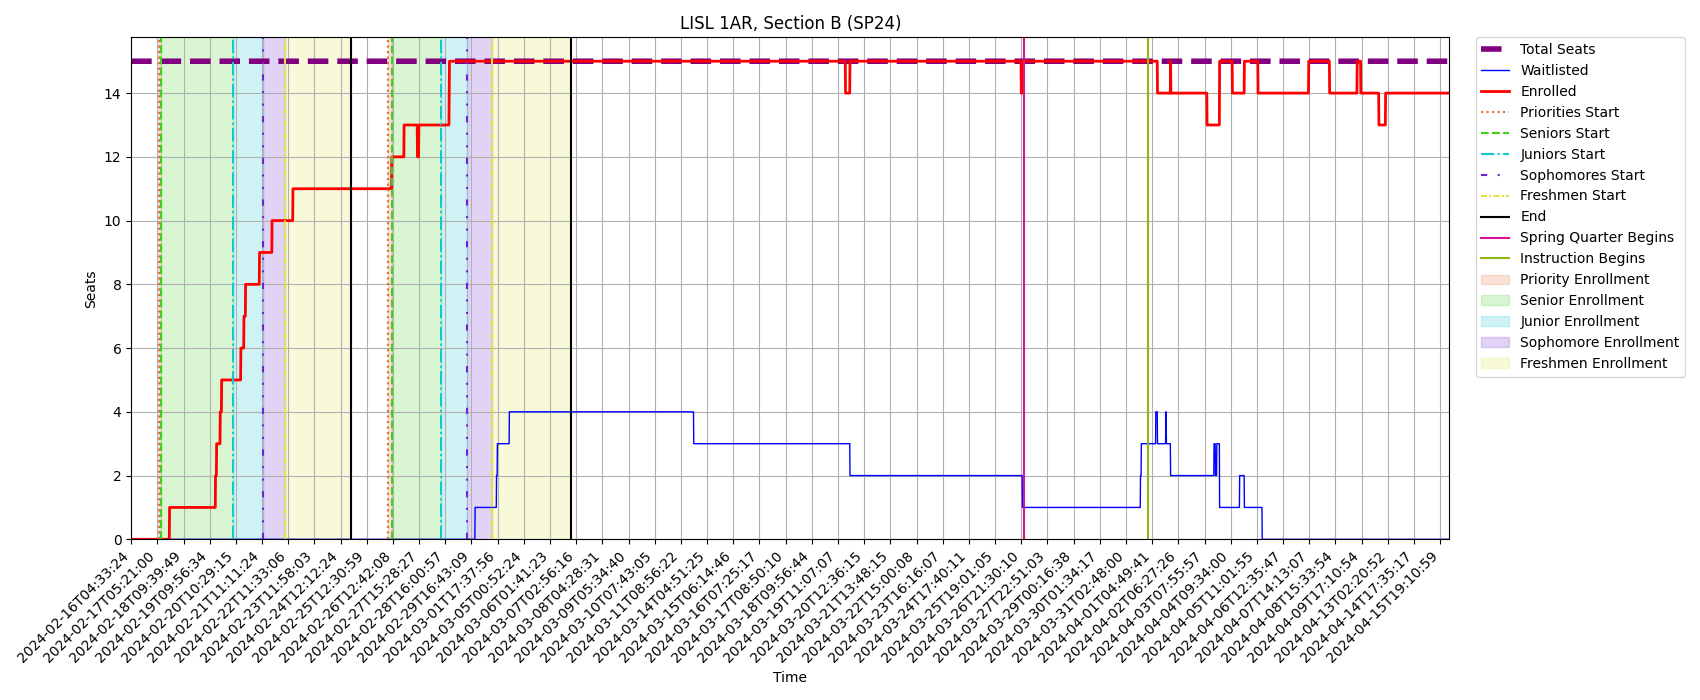 LISL 1AR, Section B (SP24)
Seats
14
12
10
8
6
4
2
0
2024-02-16T04:33:24
2024-02-17T05:21:00
2024-02-18T09:39:49
2024-02-19T09:56:34
2024-02-20T10:29:15
2024-02-21T11:11:24
2024-02-22T11:33:06
2024-02-23T11:58:03
2024-02-24T12:12:24
2024-02-25T12:30:59
2024-02-26T12:42:08
2024-02-27T15:28:27
2024-02-28T16:00:57
2024-02-29T16:43:09
2024-03-01T17:37:56
2024-03-05T00:52:24
2024-03-06T01:41:23
2024-03-07T02:56:16
2024-03-08T04:28:31
2024-03-09T05:34:40
2024-03-10T07:43:05
2024-03-11T08:56:22
2024-03-14T04:51:25
2024-03-15T06:14:46
2024-03-16T07:25:17
2024-03-17T08:50:10
2024-03-18T09:56:44
2024-03-19T11:07:07
2024-03-20T12:36:15
2024-03-21T13:48:15
2024-03-22T15:00:08
2024-03-23T16:16:07
2024-03-24T17:40:11
2024-03-25T19:01:05
2024-03-26T21:30:10
2024-03-27T22:51:03
2024-03-29T00:16:38
2024-03-30T01:34:17
2024-03-31T02:48:00
2024-04-01T04:49:41
2024-04-02T06:27:26
2024-04-03T07:55:57
2024-04-04T09:34:00
2024-04-05T11:01:55
2024-04-06T12:35:47
2024-04-07T14:13:07
2024-04-08T15:33:54
2024-04-09T17:10:54
2024-04-13T02:20:52
2024-04-14T17:35:17
2024-04-15T19:10:59
Time
Total Seats
Waitlisted
Enrolled
Priorities Start
Seniors Start
Juniors Start
Sophomores Start
Freshmen Start
End
Spring Quarter Begins
Instruction Begins
Priority Enrollment
Senior Enrollment
Junior Enrollment
Sophomore Enrollment
Freshmen Enrollment